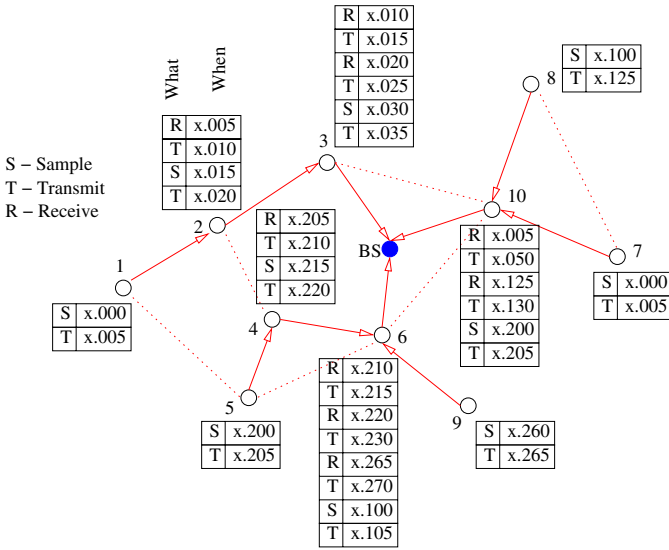 What
When
R x.005
T x.010
S x.015
T x.020
S – Sample
T – Transmit
R – Receive
R x.010
T x.015
R x.020
T x.025
S x.030
T x.035
3
8
S x.100
T x.125
2
R x.205
T x.210
S x.215
T x.220
BS
10
R x.005
T x.050
R x.125
T x.130
S x.200
T x.205
7
S x.000
T x.005
1
S x.000
T x.005
4
6
R x.210
T x.215
R x.220
T x.230
R x.265
T x.270
S x.100
T x.105
5
S x.200
T x.205
9
S x.260
T x.265